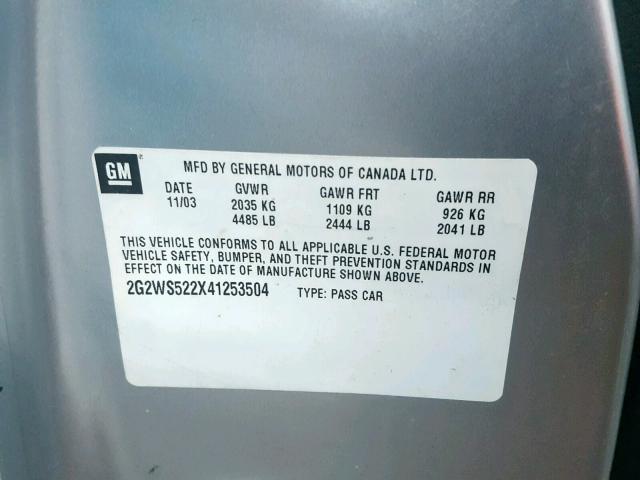 GM
MFD BY GENERAL MOTORS OF CANADA LTD.
DATE GVWR GAWR FRT GAWR RR
11/03 2035 KG 1109 KG 926 KG
4485 LB 2444 LB 2041 LB
THIS VEHICLE CONFORMS TO ALL APPLICABLE U.S. FEDERAL MOTOR
VEHICLE SAFETY, BUMPER, AND THEFT PREVENTION STANDARDS IN
EFFECT ON THE DATE OF MANUFACTURE SHOWN ABOVE.
2G2WS522X41253504 TYPE: PASS CAR